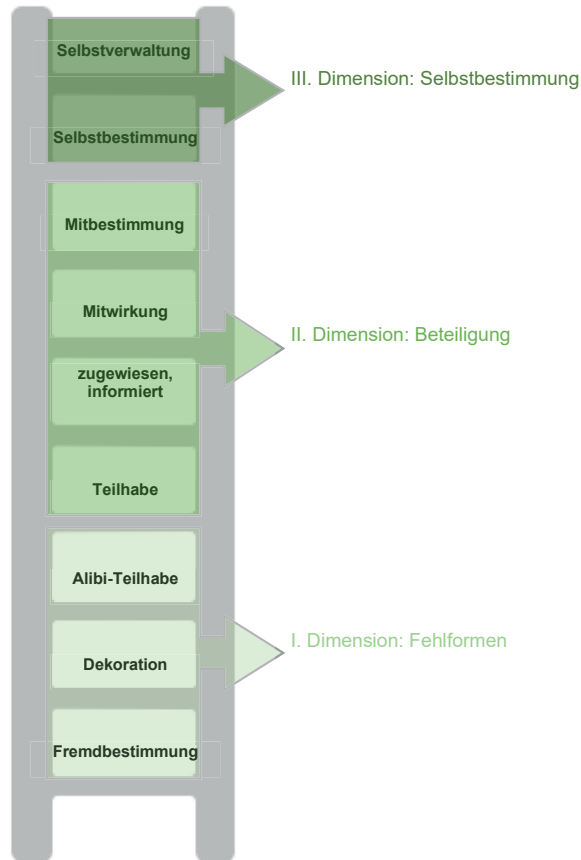 Selbstverwaltung
III. Dimension: Selbstbestimmung
Selbstbestimmung
Mitbestimmung
Mitwirkung
II. Dimension: Beteiligung
zugewiesen,
informiert
Teilhabe
Alibi-Teilhabe
I. Dimension: Fehlformen
Dekoration
Fremdbestimmung